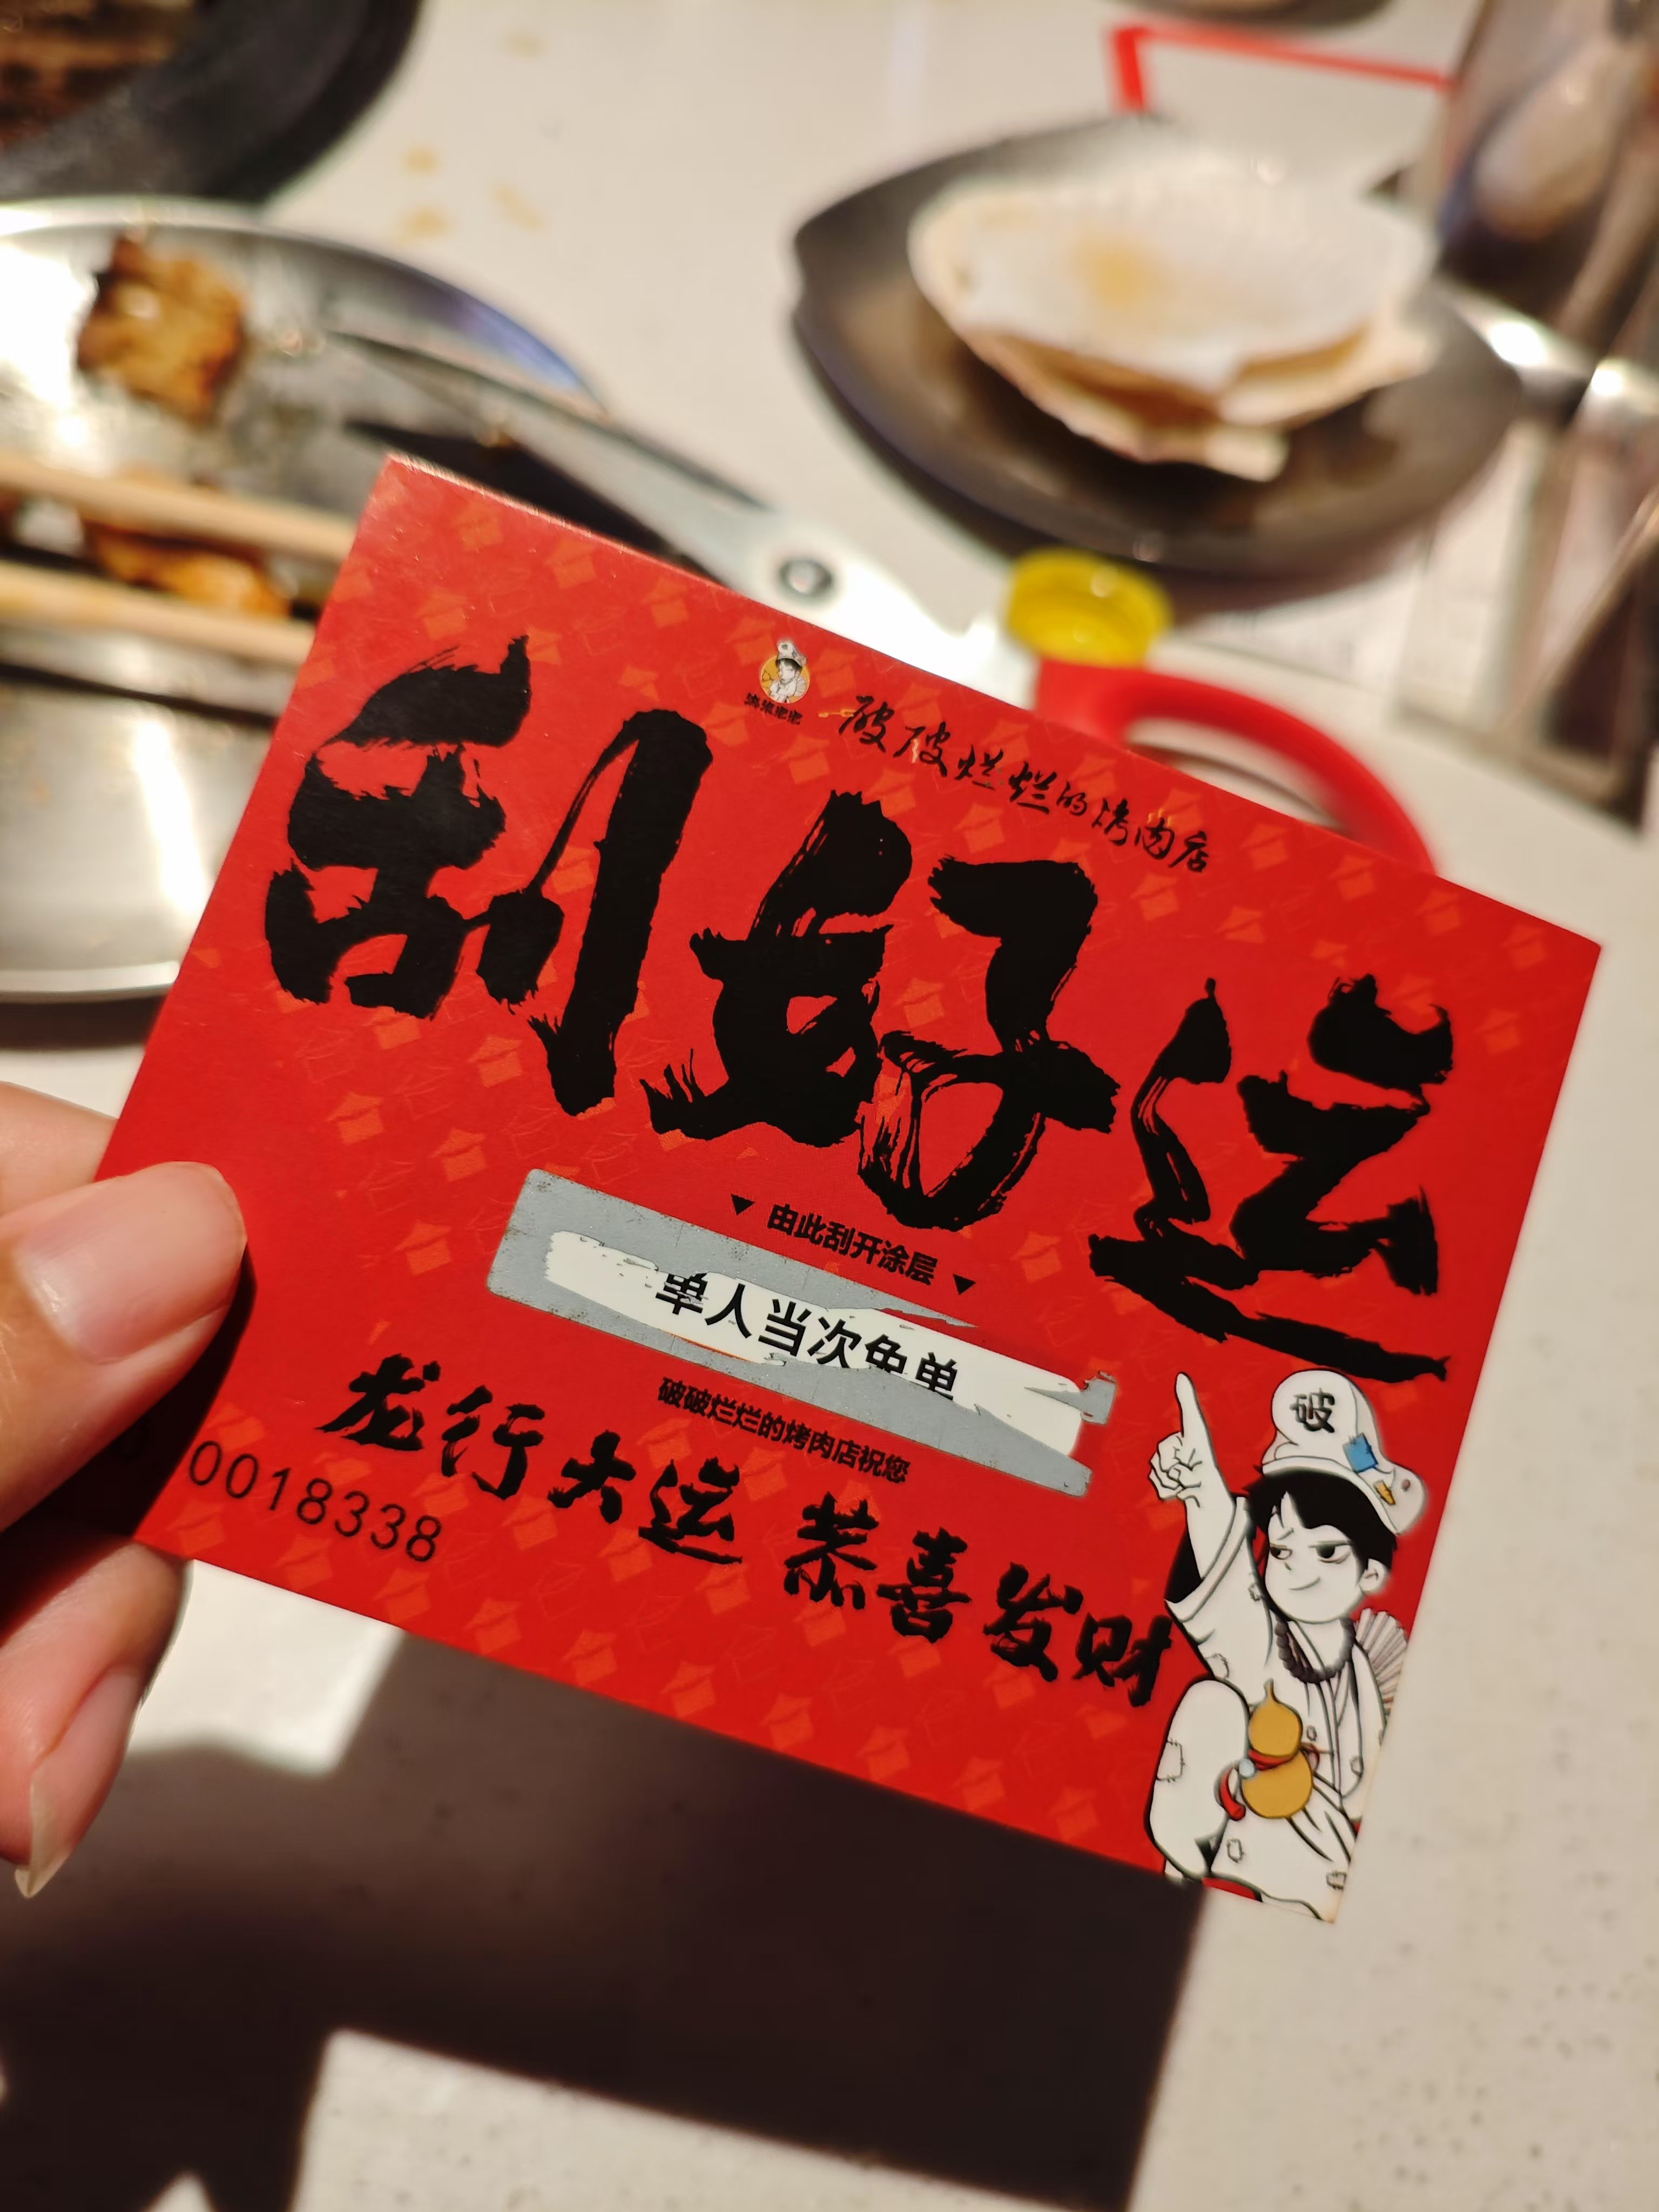 破破烂烂的烤肉店
刮好运
由此刮开涂层
单人当次免单
破破烂烂的烤肉店祝您
龙行大运 恭喜发财
0018338
破